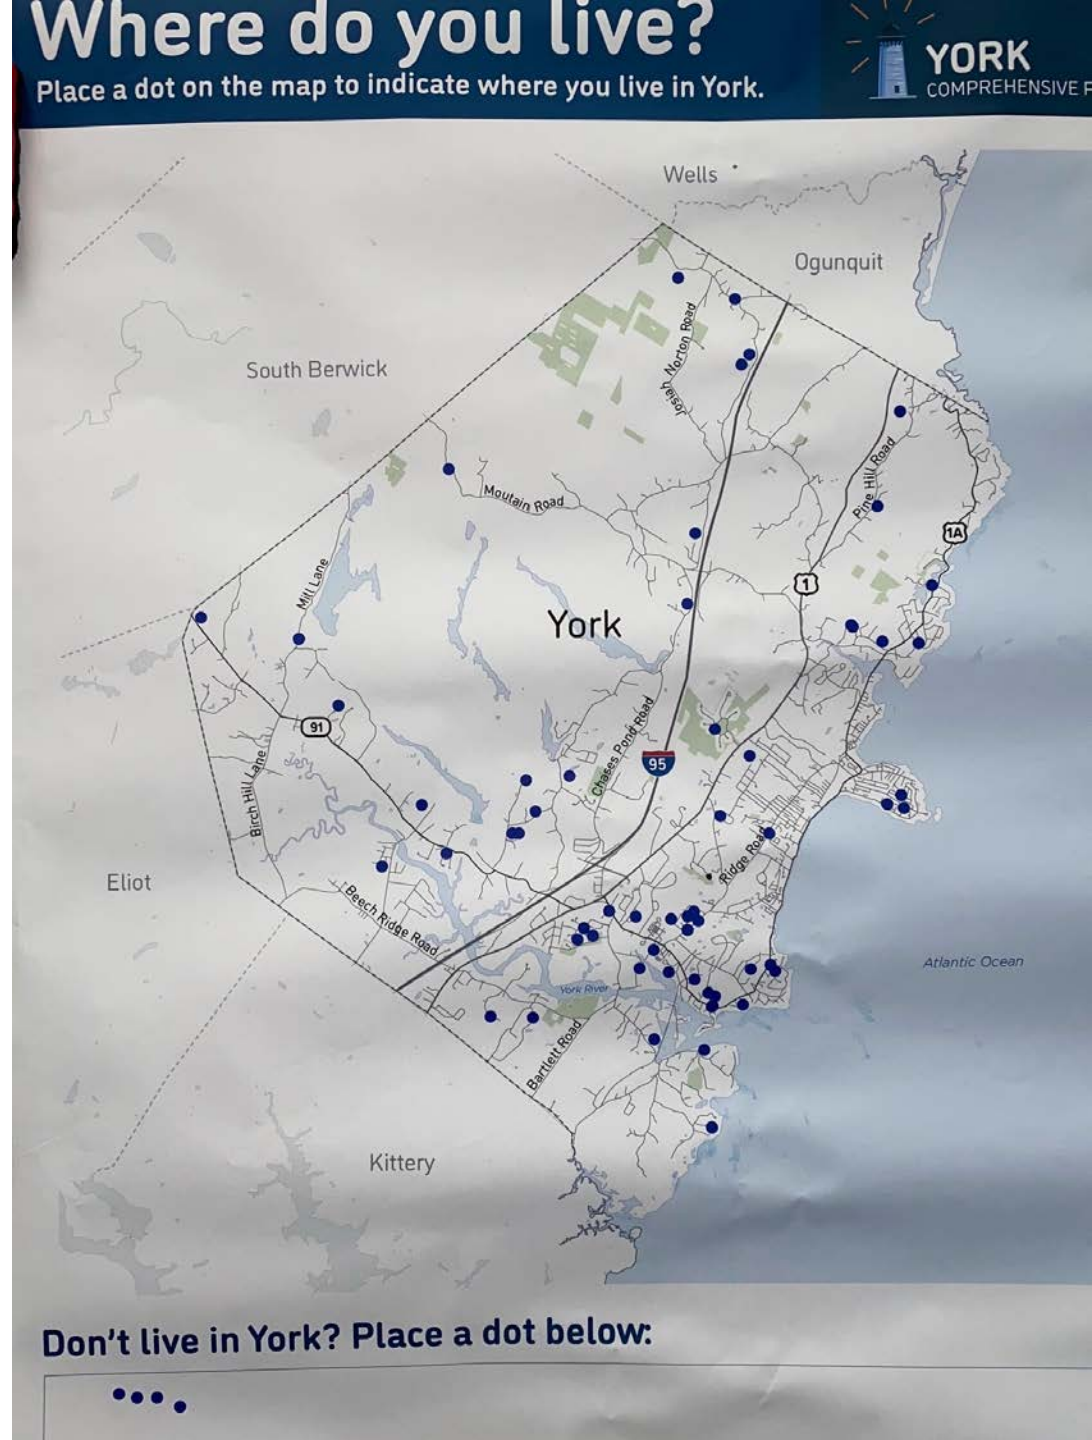 Where do you live?
Place a dot on the map to indicate where you live in York.
YORK
COMPREHENSIVE P
Wells
Ogunquit
South Berwick
Josiah Norton Road
Pine Hill Road
Moutain Road
1A
1
Mill Lane
York
Chases Pond Road
91
95
Birch Hill Lane
Ridge Road
Eliot
Beech Ridge Road
Atlantic Ocean
York River
Bartlett Road
Kittery
Don't live in York? Place a dot below: